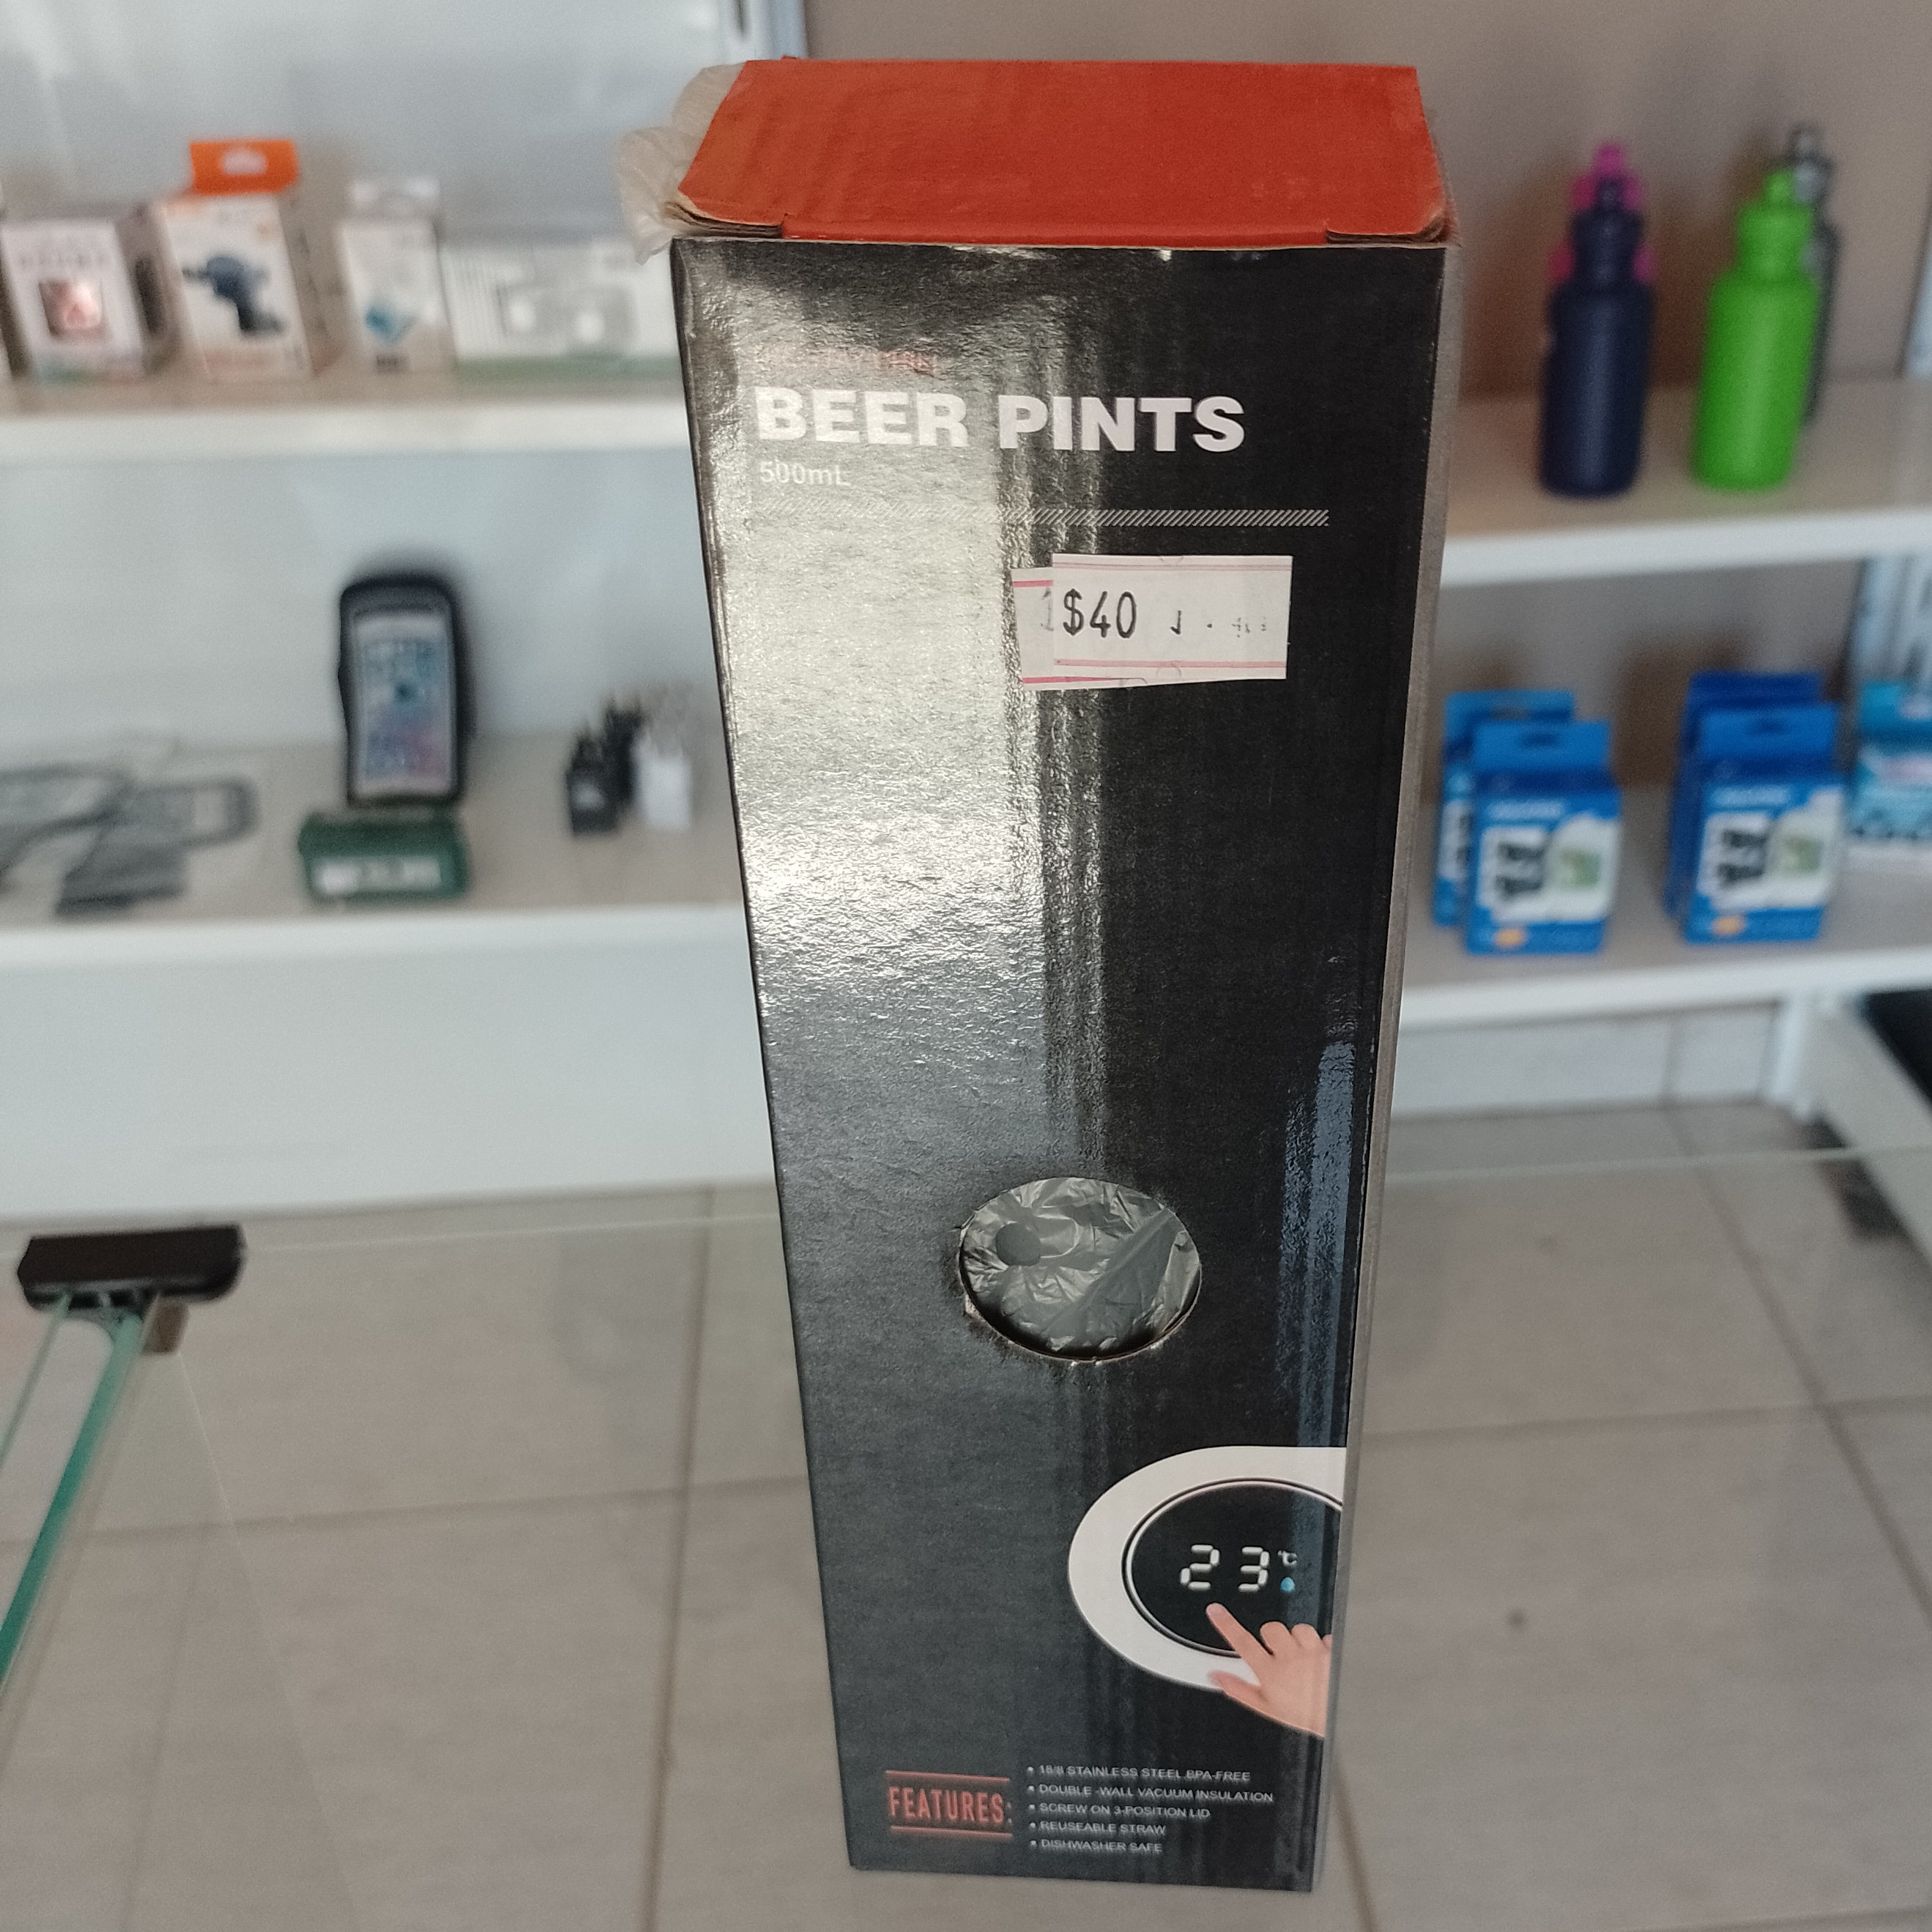 BEER PINTS
500mL
$40
23°C
FEATURES:
• 18/8 STAINLESS STEEL BPA-FREE
• DOUBLE -WALL VACUUM INSULATION
• SCREW ON 3-POSITION LID
• REUSEABLE STRAW
• DISHWASHER SAFE